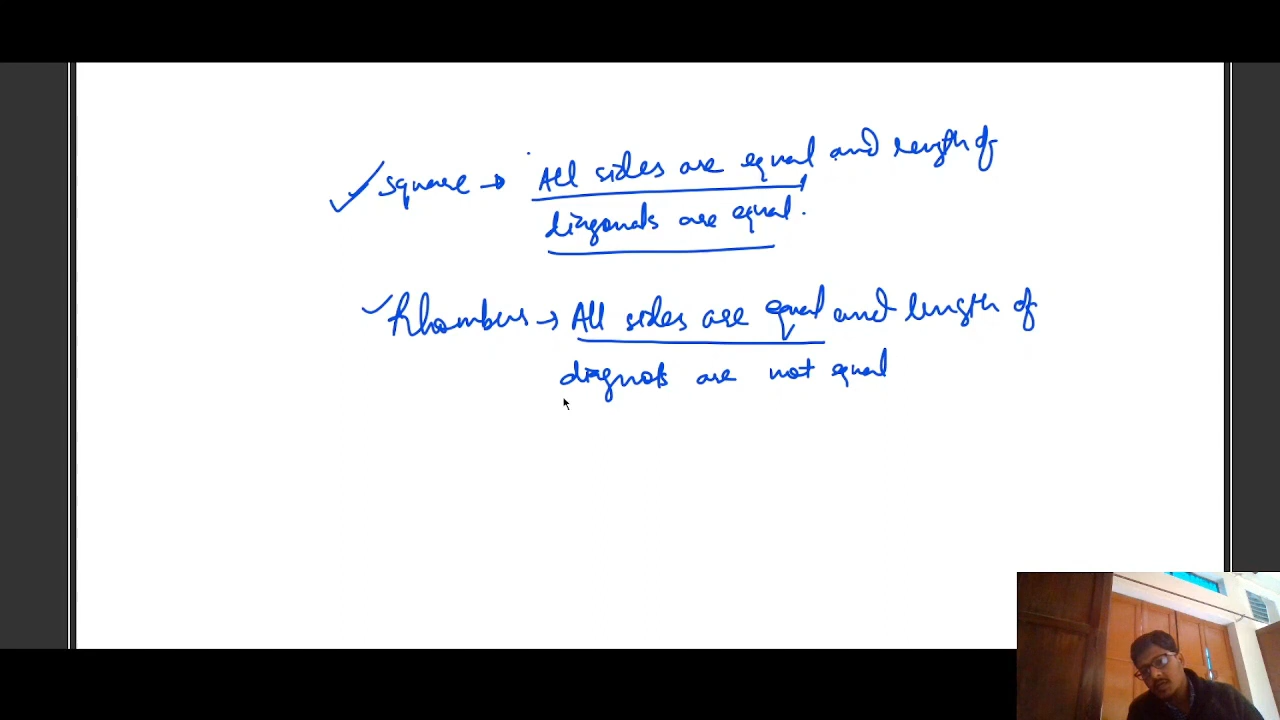 square → All sides are equal and length of
diagonals are equal.
Rhombus → All sides are equal and length of
diagnols are not equal